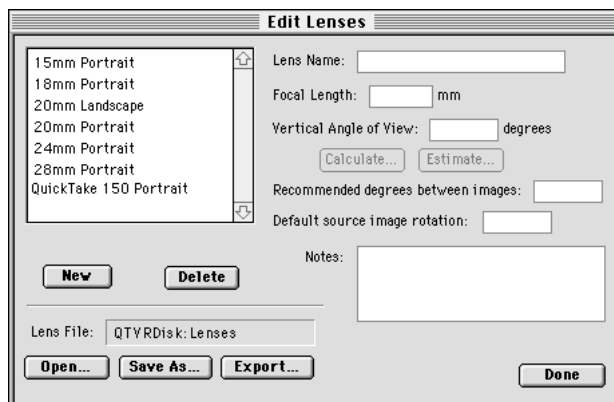 Edit Lenses
15mm Portrait
18mm Portrait
20mm Landscape
20mm Portrait
24mm Portrait
28mm Portrait
QuickTake 150 Portrait
New
Delete
Lens File: QTVRDisk:Lenses
Open...
Save As...
Export...
Lens Name:
Focal Length: mm
Vertical Angle of View: degrees
Calculate...
Estimate...
Recommended degrees between images:
Default source image rotation:
Notes:
Done